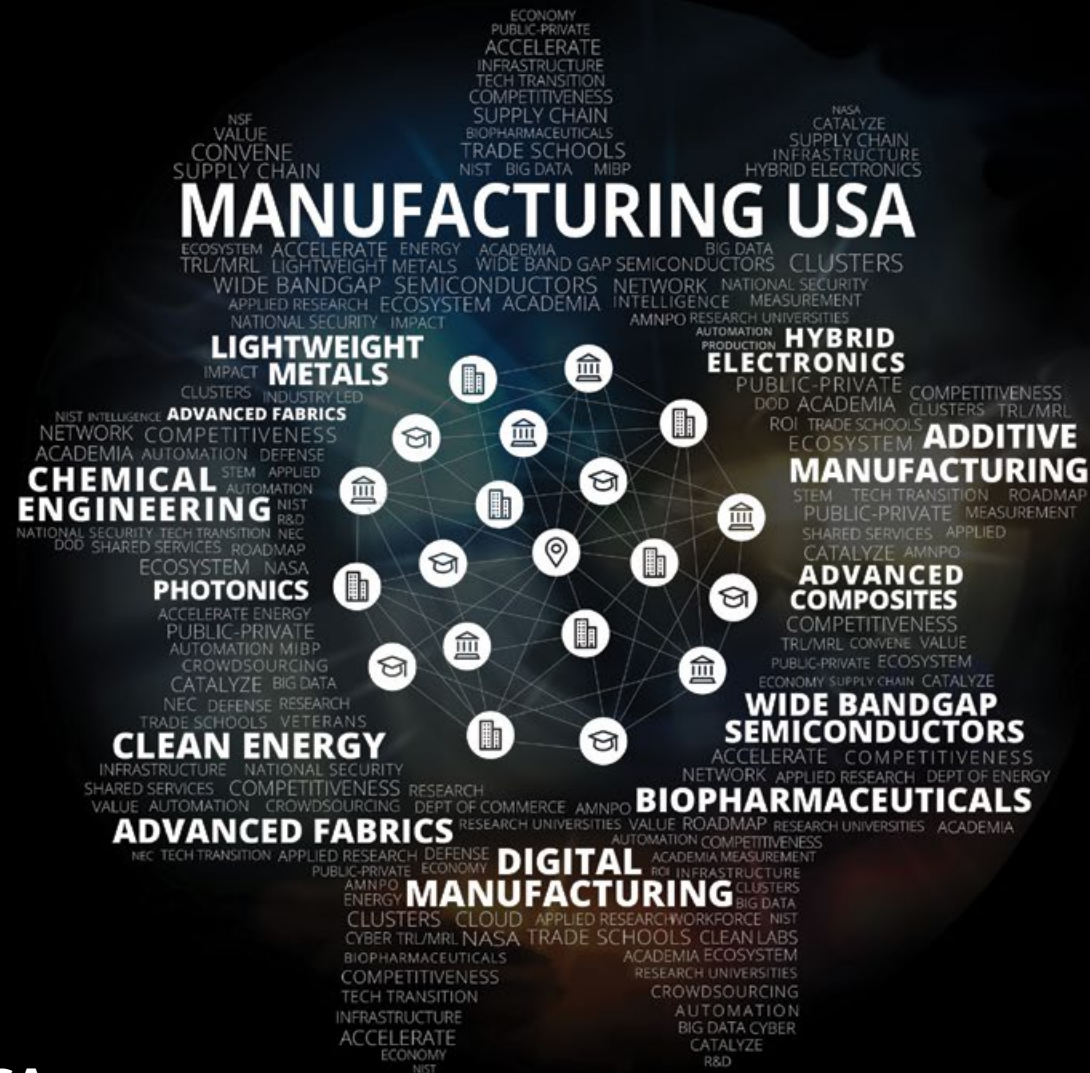 ECONOMY
PUBLIC-PRIVATE
ACCELERATE
INFRASTRUCTURE
TECH TRANSITION
COMPETITIVENESS
SUPPLY CHAIN
BIOPHARMACEUTICALS
TRADE SCHOOLS
NIST BIG DATA MIBP
NSF
VALUE
CONVENE
SUPPLY CHAIN
NASA
CATALYZE
SUPPLY CHAIN
INFRASTRUCTURE
HYBRID ELECTRONICS
MANUFACTURING USA
ECOSYSTEM ACCELERATE ENERGY ACADEMIA BIG DATA
TRL/MRL LIGHTWEIGHT METALS WIDE BAND GAP SEMICONDUCTORS CLUSTERS
WIDE BANDGAP SEMICONDUCTORS NETWORK NATIONAL SECURITY
APPLIED RESEARCH ECOSYSTEM ACADEMIA INTELLIGENCE MEASUREMENT
NATIONAL SECURITY IMPACT AMNPO RESEARCH UNIVERSITIES
LIGHTWEIGHT
IMPACT METALS
CLUSTERS INDUSTRY LED
NIST INTELLIGENCE ADVANCED FABRICS
NETWORK COMPETITIVENESS
ACADEMIA AUTOMATION DEFENSE
CHEMICAL STEM APPLIED
AUTOMATION
ENGINEERING NIST
R&D
NATIONAL SECURITY TECH TRANSITION NEC
DOD SHARED SERVICES ROADMAP
ECOSYSTEM NASA
PHOTONICS
ACCELERATE ENERGY
PUBLIC-PRIVATE
AUTOMATION MIBP
CROWDSOURCING
CATALYZE BIG DATA
NEC DEFENSE RESEARCH
TRADE SCHOOLS VETERANS
CLEAN ENERGY
INFRASTRUCTURE NATIONAL SECURITY
SHARED SERVICES COMPETITIVENESS RESEARCH
VALUE AUTOMATION CROWDSOURCING DEPT OF COMMERCE AMNPO
ADVANCED FABRICS RESEARCH UNIVERSITIES VALUE ROADMAP RESEARCH UNIVERSITIES ACADEMIA
AUTOMATION HYBRID
PRODUCTION ELECTRONICS
PUBLIC-PRIVATE COMPETITIVENESS
DOD ACADEMIA CLUSTERS TRL/MRL
ROI TRADE SCHOOLS
ECOSYSTEM ADDITIVE
MANUFACTURING
STEM TECH TRANSITION ROADMAP
PUBLIC-PRIVATE MEASUREMENT
SHARED SERVICES APPLIED
CATALYZE AMNPO
ADVANCED
COMPOSITES
COMPETITIVENESS
TRL/MRL CONVENE VALUE
PUBLIC-PRIVATE ECOSYSTEM
ECONOMY SUPPLY CHAIN CATALYZE
WIDE BANDGAP
SEMICONDUCTORS
ACCELERATE COMPETITIVENESS
NETWORK APPLIED RESEARCH DEPT OF ENERGY
BIOPHARMACEUTICALS
AUTOMATION COMPETITIVENESS
NEC TECH TRANSITION APPLIED RESEARCH DEFENSE DIGITAL ACADEMIA MEASUREMENT
PUBLIC-PRIVATE ECONOMY ROI INFRASTRUCTURE
AMNPO MANUFACTURING CLUSTERS
ENERGY BIG DATA
CLUSTERS CLOUD APPLIED RESEARCH WORKFORCE NIST
CYBER TRL/MRL NASA TRADE SCHOOLS CLEAN LABS
BIOPHARMACEUTICALS ACADEMIA ECOSYSTEM
COMPETITIVENESS RESEARCH UNIVERSITIES
TECH TRANSITION CROWDSOURCING
INFRASTRUCTURE AUTOMATION
ACCELERATE BIG DATA CYBER
ECONOMY CATALYZE
NIST R&D